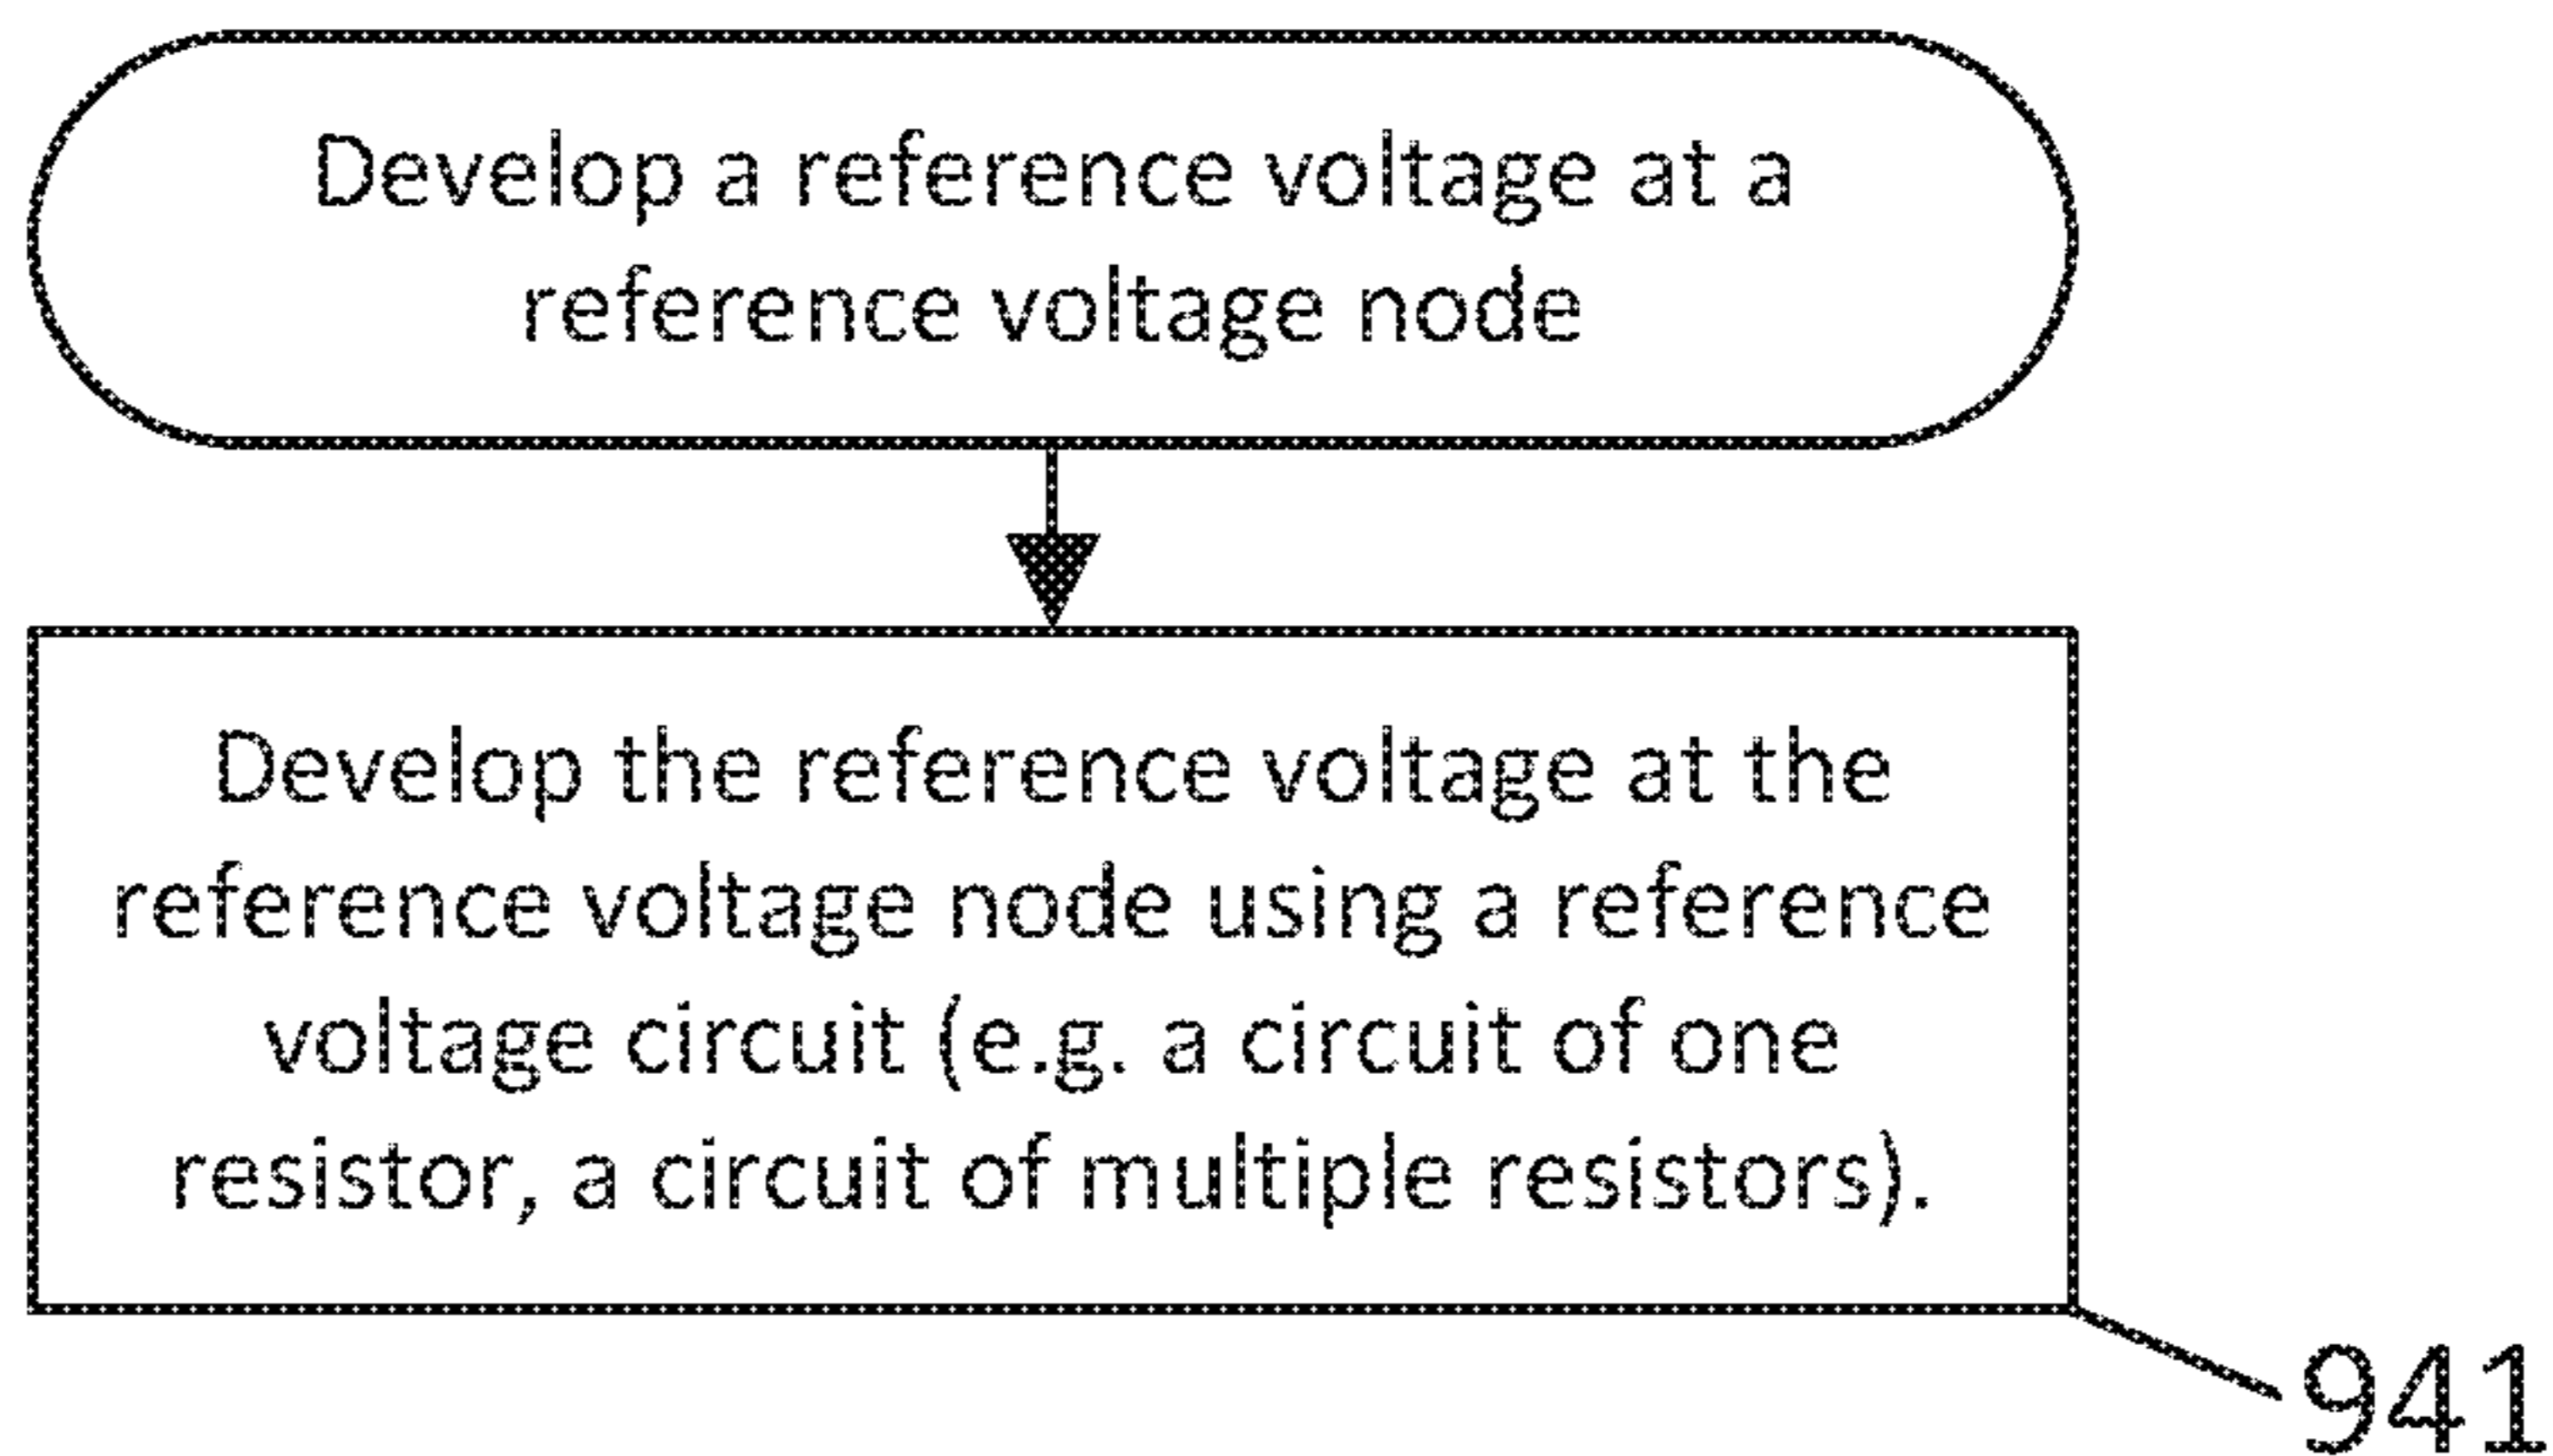 Develop a reference voltage at a
reference voltage node
Develop the reference voltage at the
reference voltage node using a reference
voltage circuit (e.g. a circuit of one
resistor, a circuit of multiple resistors).
941